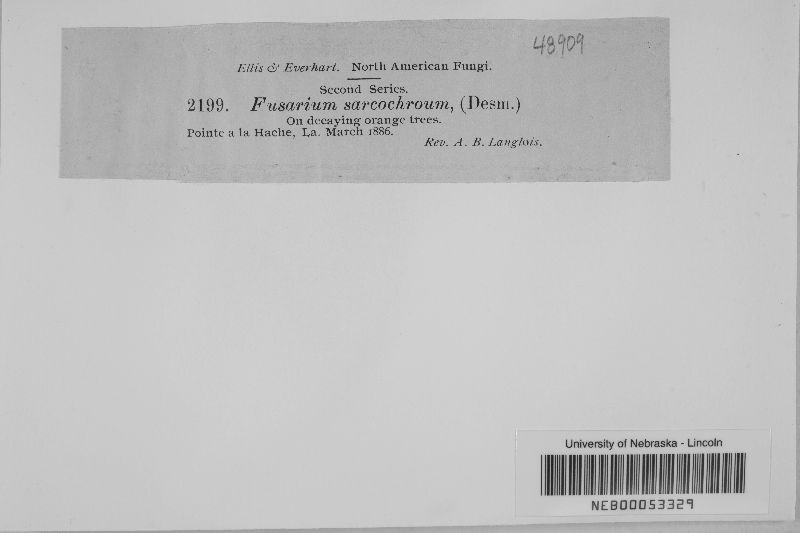 48909
Ellis & Everhart. North American Fungi.
Second Series.
2199. Fusarium sarcochroum, (Desm.)
On decaying orange trees.
Pointe a la Hache, La. March 1886.
Rev. A. B. Langlois.
University of Nebraska - Lincoln
NEB00053329